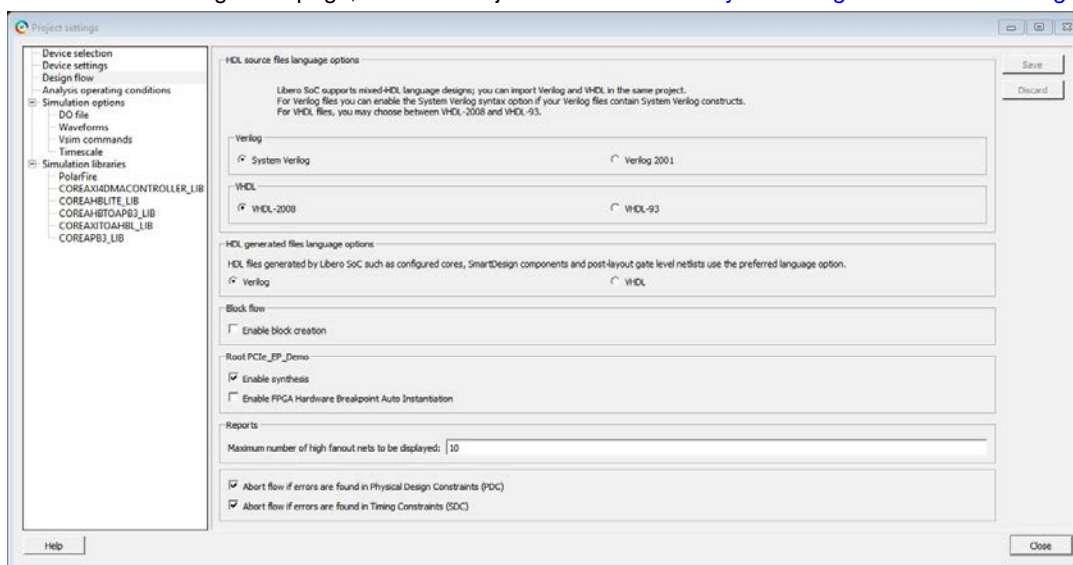 Project settings
Device selection
Device settings
Design flow
Analysis operating conditions
Simulation options
DO file
Waveforms
Vsim commands
Timescale
Simulation libraries
PolarFire
COREAXI4DMACONTROLLER_LIB
COREAHBLITE_LIB
COREAHBTOAPB3_LIB
COREAXITOAHBL_LIB
COREAPB3_LIB
HDL source files language options
Libero SoC supports mixed-HDL language designs; you can import Verilog and VHDL in the same project.
For Verilog files you can enable the System Verilog syntax option if your Verilog files contain System Verilog constructs.
For VHDL files, you may choose between VHDL-2008 and VHDL-93.
Verilog
System Verilog Verilog 2001
VHDL
VHDL-2008 VHDL-93
HDL generated files language options
HDL files generated by Libero SoC such as configured cores, SmartDesign components and post-layout gate level netlists use the preferred language option.
Verilog VHDL
Block flow
Enable block creation
Root PCIe_EP_Demo
Enable synthesis
Enable FPGA Hardware Breakpoint Auto Instantiation
Reports
Maximum number of high fanout nets to be displayed: 10
Abort flow if errors are found in Physical Design Constraints (PDC)
Abort flow if errors are found in Timing Constraints (SDC)
Save
Discard
Help
Close